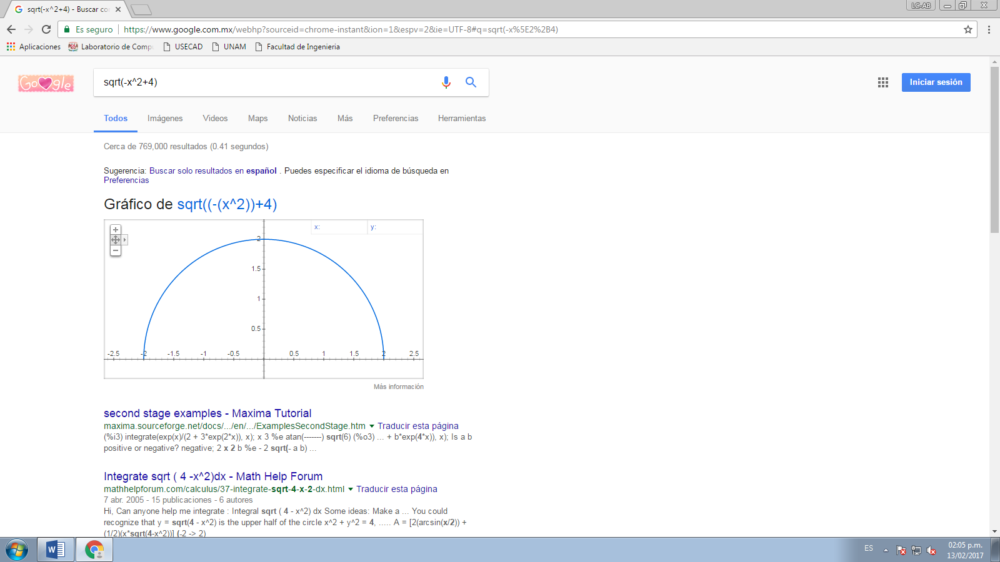 sqrt(-x^2+4) - Buscar co
LC-AB
Es seguro
https://www.google.com.mx/webhp?sourceid=chrome-instant&ion=1&espv=2&ie=UTF-8#q=sqrt(-x%5E2%2B4)
Aplicaciones
Laboratorio de Compu
USECAD
UNAM
Facultad de Ingenieria
Google
sqrt(-x^2+4)
Iniciar sesión
Todos
Imágenes
Videos
Maps
Noticias
Más
Preferencias
Herramientas
Cerca de 769,000 resultados (0.41 segundos)
Sugerencia: Buscar solo resultados en español . Puedes especificar el idioma de búsqueda en
Preferencias
Gráfico de sqrt((-(x^2))+4)
x:
y:
2
1.5
1
0.5
-2.5 -2 -1.5 -1 -0.5 0.5 1 1.5 2 2.5
Más información
second stage examples - Maxima Tutorial
maxima.sourceforge.net/docs/.../en/.../ExamplesSecondStage.htm Traducir esta página
(%i3) integrate(exp(x)/(2 + 3*exp(2*x)), x); x 3 %e atan(-------) sqrt(6) (%o3) ... + b*exp(4*x)), x); Is a b
positive or negative? negative; 2 x 2 b %e - 2 sqrt(- a b) ...
Integrate sqrt ( 4 -x^2)dx - Math Help Forum
mathhelpforum.com/calculus/37-integrate-sqrt-4-x-2-dx.html Traducir esta página
7 abr. 2005 - 15 publicaciones - 6 autores
Hi, Can anyone help me integrate : Integral sqrt ( 4 - x^2) dx Some ideas: Make a ... You could
recognize that y = sqrt(4 - x^2) is the upper half of the circle x^2 + y^2 = 4, ..... A = [2(arcsin(x/2)) +
(1/2)(x*sqrt(4-x^2))] (-2 -> 2)
ES
02:05 p.m.
13/02/2017